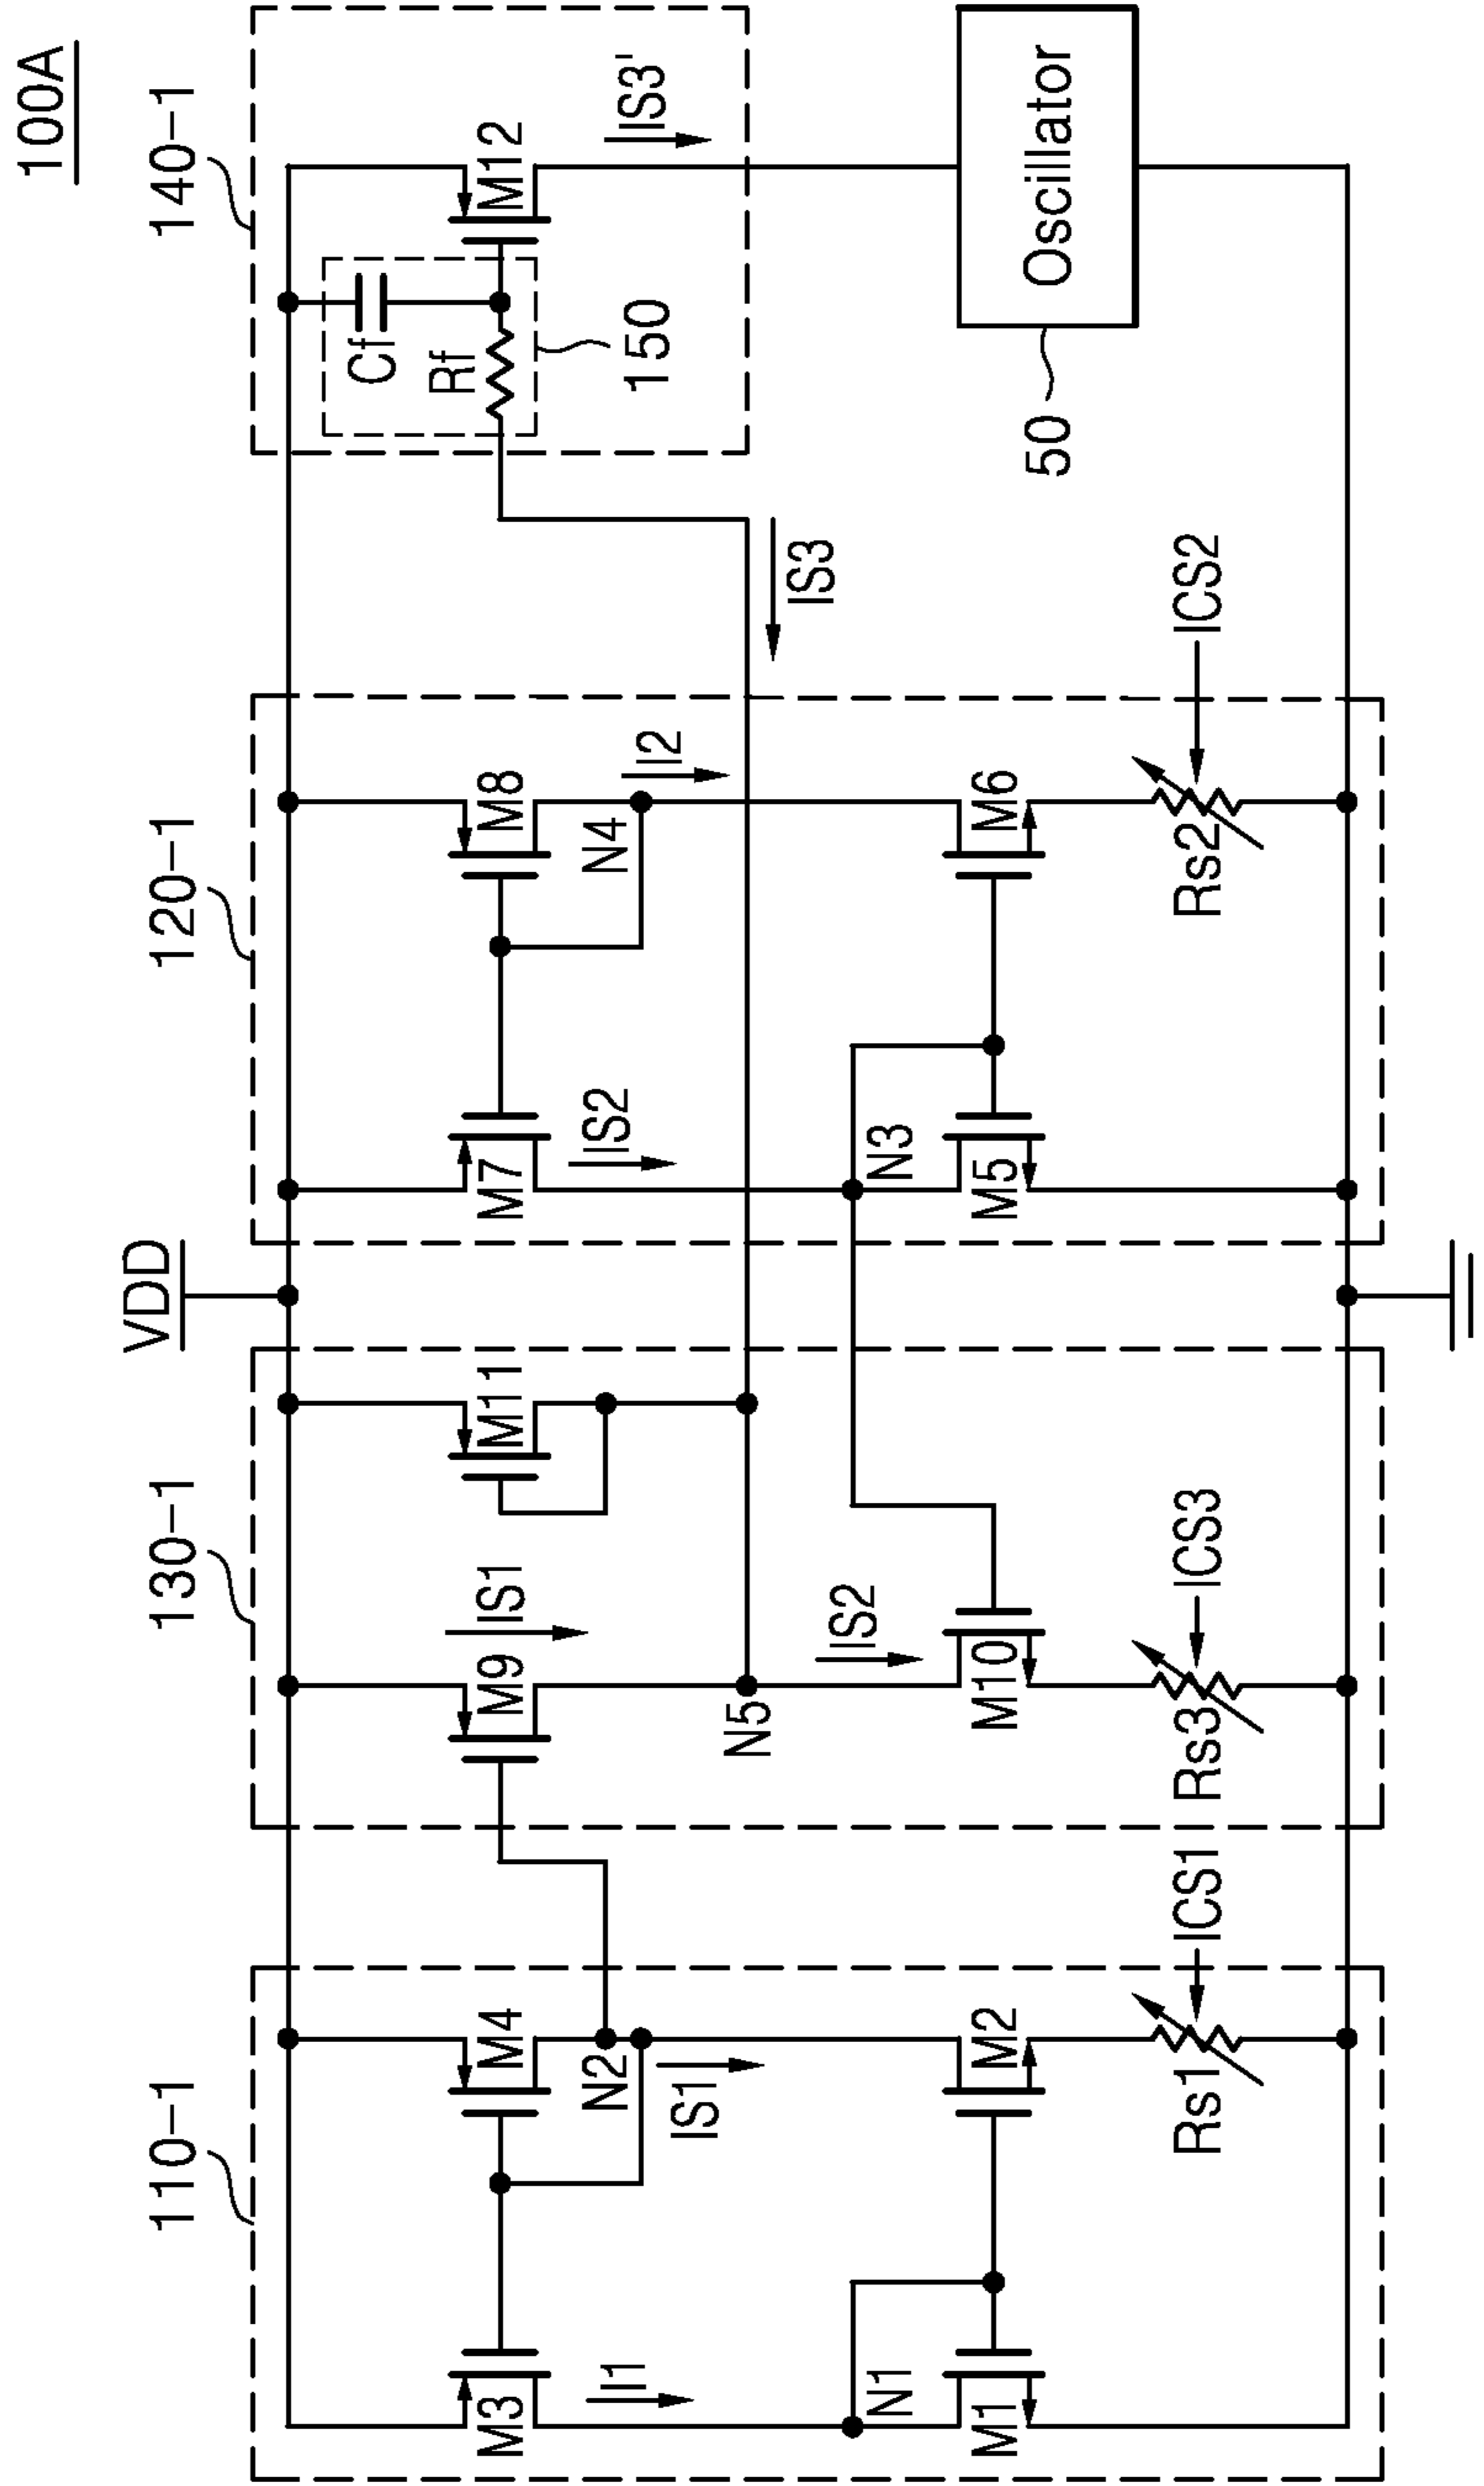 100A
110-1
130-1
VDD
120-1
140-1
M3
M4
M9
M11
M7
M8
Cf
Rf
M12
150
I1
N2
IS1
IS1
N5
IS2
N4
I2
IS3
IS3'
N1
IS2
N3
M1
M2
M10
M5
M6
50
Oscillator
Rs1
ICS1
Rs3
ICS3
Rs2
ICS2